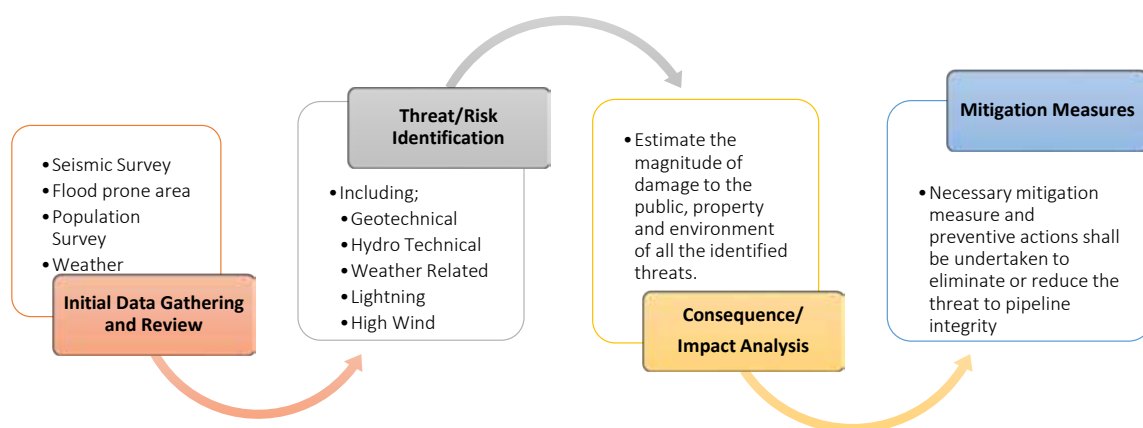 •Seismic Survey
•Flood prone area
•Population
Survey
•Weather
Initial Data Gathering
and Review
Threat/Risk
Identification
•Including;
•Geotechnical
•Hydro Technical
•Weather Related
•Lightning
•High Wind
•Estimate the
magnitude of
damage to the
public, property
and environment
of all the identified
threats.
Consequence/
Impact Analysis
Mitigation Measures
•Necessary mitigation
measure and
preventive actions shall
be undertaken to
eliminate or reduce the
threat to pipeline
integrity